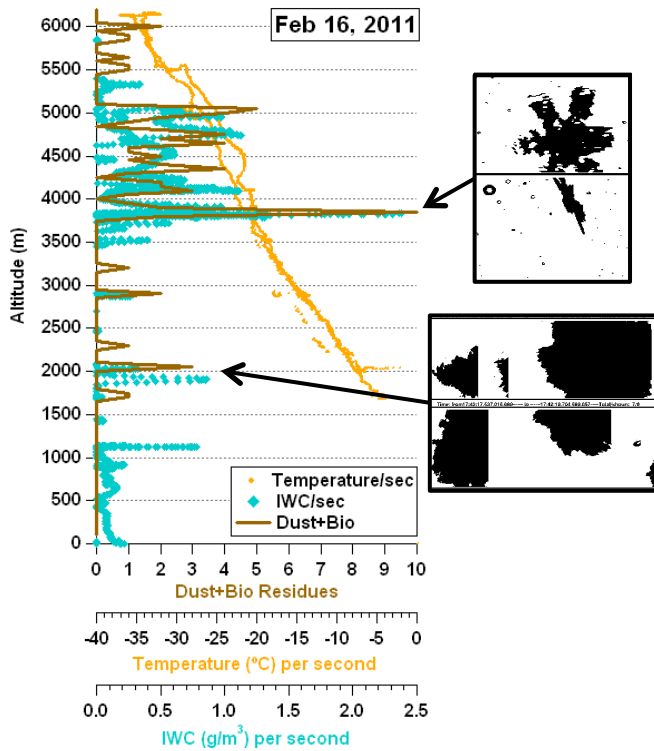 Feb 16, 2011
Altitude (m)
6000
5500
5000
4500
4000
3500
3000
2500
2000
1500
1000
500
0
Temperature/sec
IWC/sec
Dust+Bio
0 1 2 3 4 5 6 7 8 9 10
Dust+Bio Residues
-40 -35 -30 -25 -20 -15 -10 -5 0
Temperature (ºC) per second
0.0 0.5 1.0 1.5 2.0 2.5
IWC (g/m³) per second